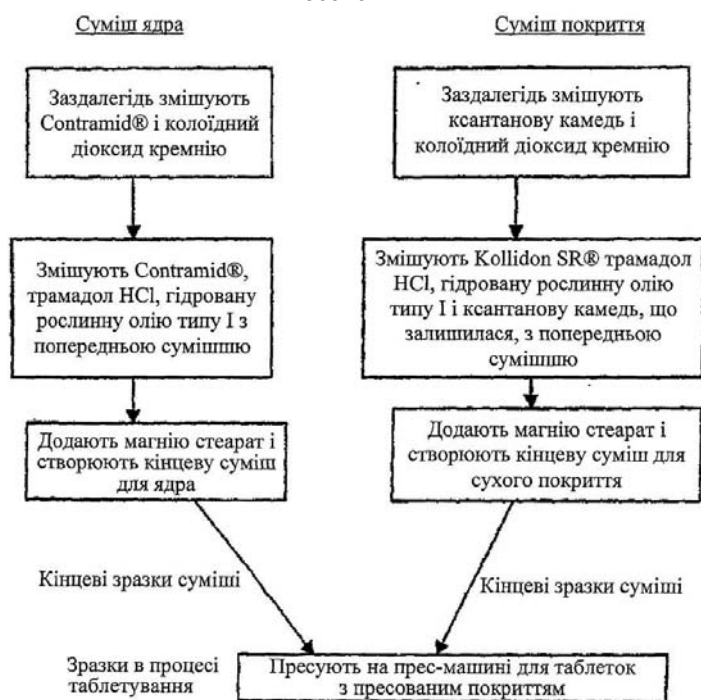 Суміш ядра
Заздалегідь змішують
Contramid® і колоїдний
діоксид кремнію
Змішують Contramid®,
трамадол HCl, гідровану
рослинну олію типу I з
попередньою сумішшю
Додають магнію стеарат і
створюють кінцеву суміш
для ядра
Кінцеві зразки суміші
Суміш покриття
Заздалегідь змішують
ксантанову камедь і
колоїдний діоксид кремнію
Змішують Kollidon SR® трамадол
HCl, гідровану рослинну олію
типу I і ксантанову камедь, що
залишилася, з попередньою
сумішшю
Додають магнію стеарат і
створюють кінцеву суміш для
сухого покриття
Кінцеві зразки суміші
Зразки в процесі
таблетування
Пресують на прес-машині для таблеток
з пресованим покриттям